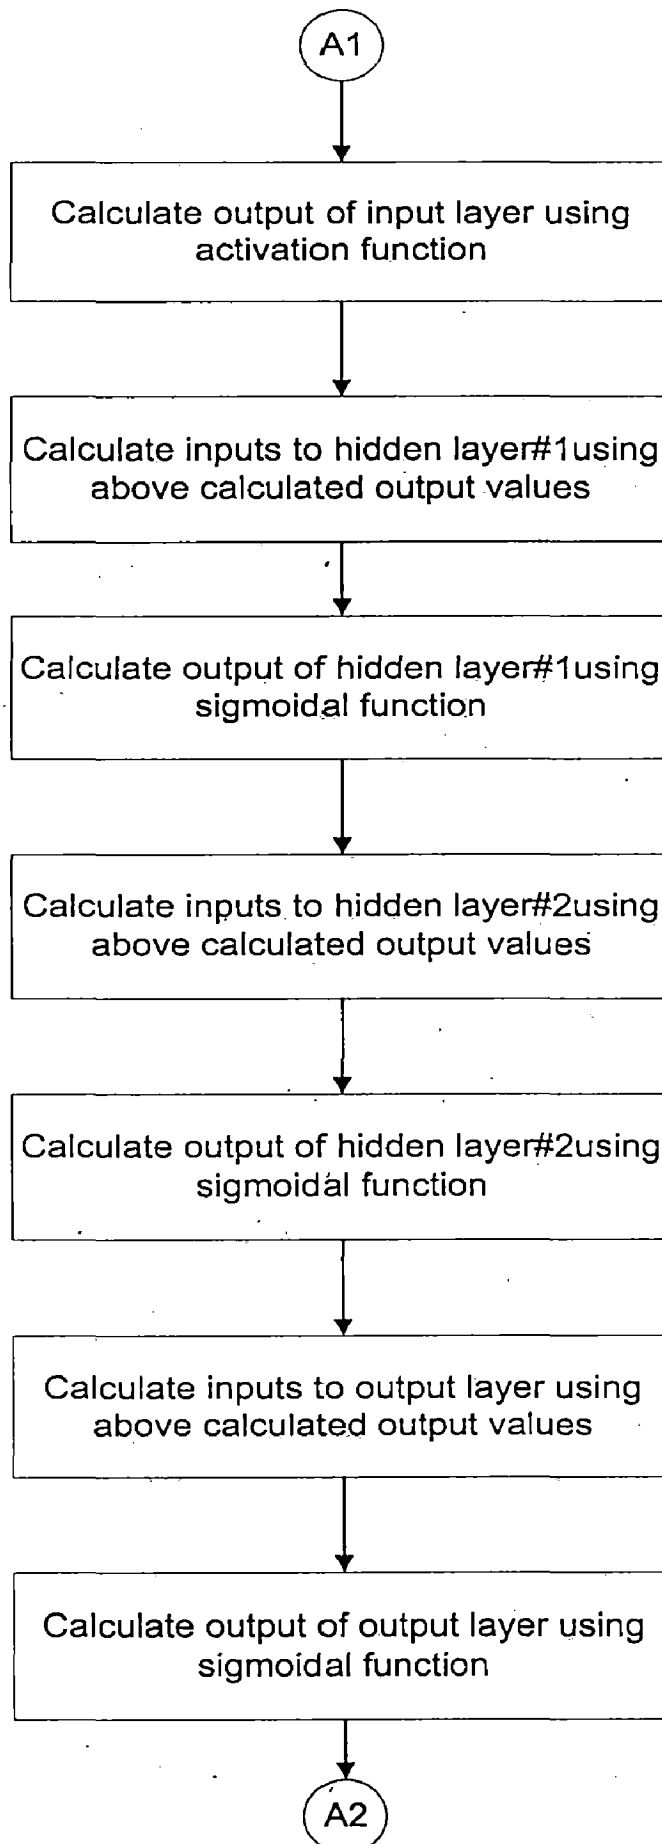 A1
Calculate output of input layer using
activation function
Calculate inputs to hidden layer#1using
above calculated output values
Calculate output of hidden layer#1using
sigmoidal function
Calculate inputs to hidden layer#2using
above calculated output values
Calculate output of hidden layer#2using
sigmoidal function
Calculate inputs to output layer using
above calculated output values
Calculate output of output layer using
sigmoidal function
A2